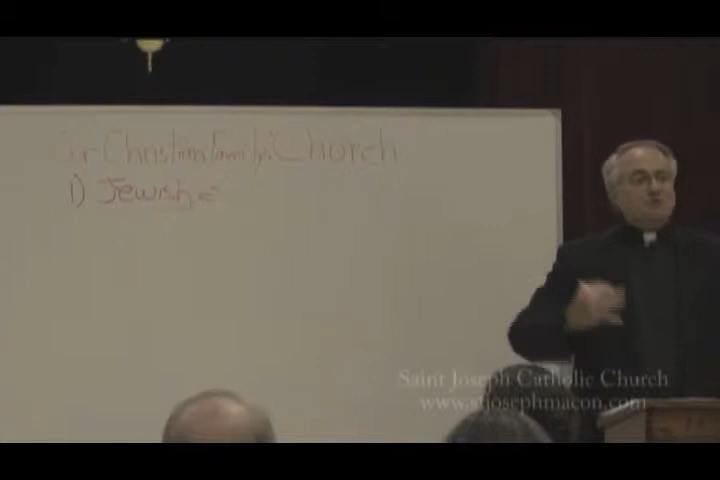 Christian Family: Church
1) Jewish =
Saint Joseph Catholic Church
www.stjosephmacon.com